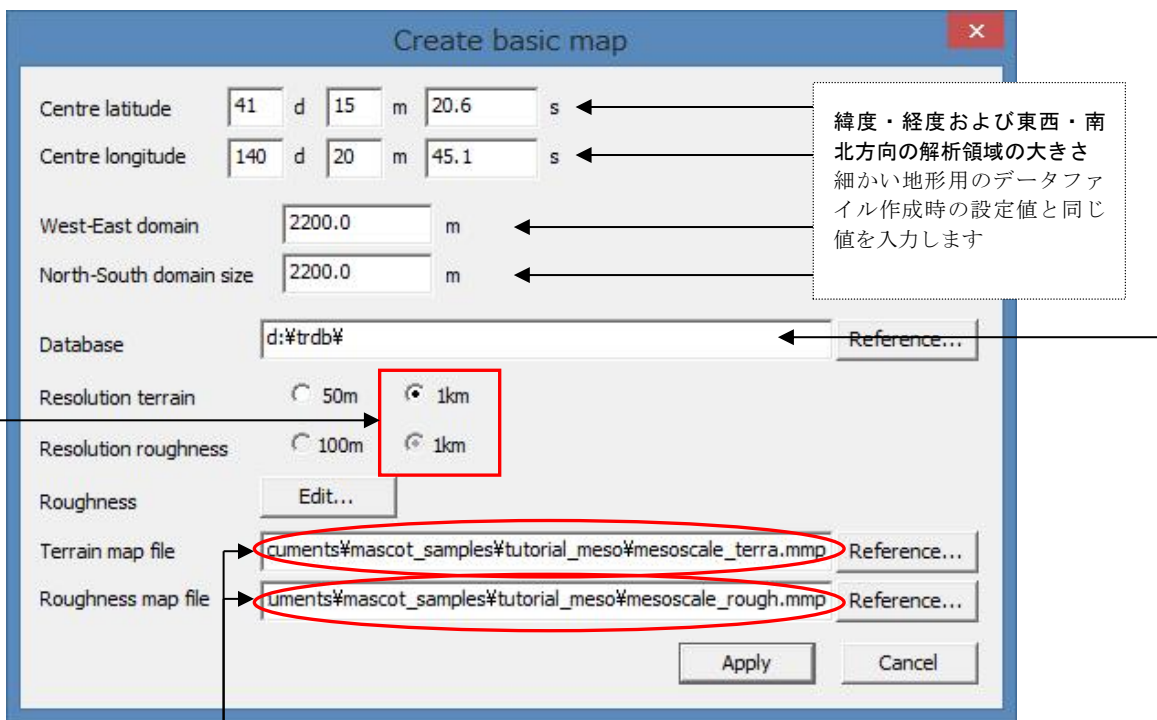 Create basic map
×
Centre latitude 41 d 15 m 20.6 s
Centre longitude 140 d 20 m 45.1 s
緯度・経度および東西・南
北方向の解析領域の大きさ
細かい地形用のデータファ
イル作成時の設定値と同じ
値を入力します
West-East domain 2200.0 m
North-South domain size 2200.0 m
Database d:¥trdb¥ Reference...
Resolution terrain 50m 1km
Resolution roughness 100m 1km
Roughness Edit...
Terrain map file cuments¥mascot_samples¥tutorial_meso¥mesoscale_terra.mmp Reference...
Roughness map file uments¥mascot_samples¥tutorial_meso¥mesoscale_rough.mmp Reference...
Apply Cancel